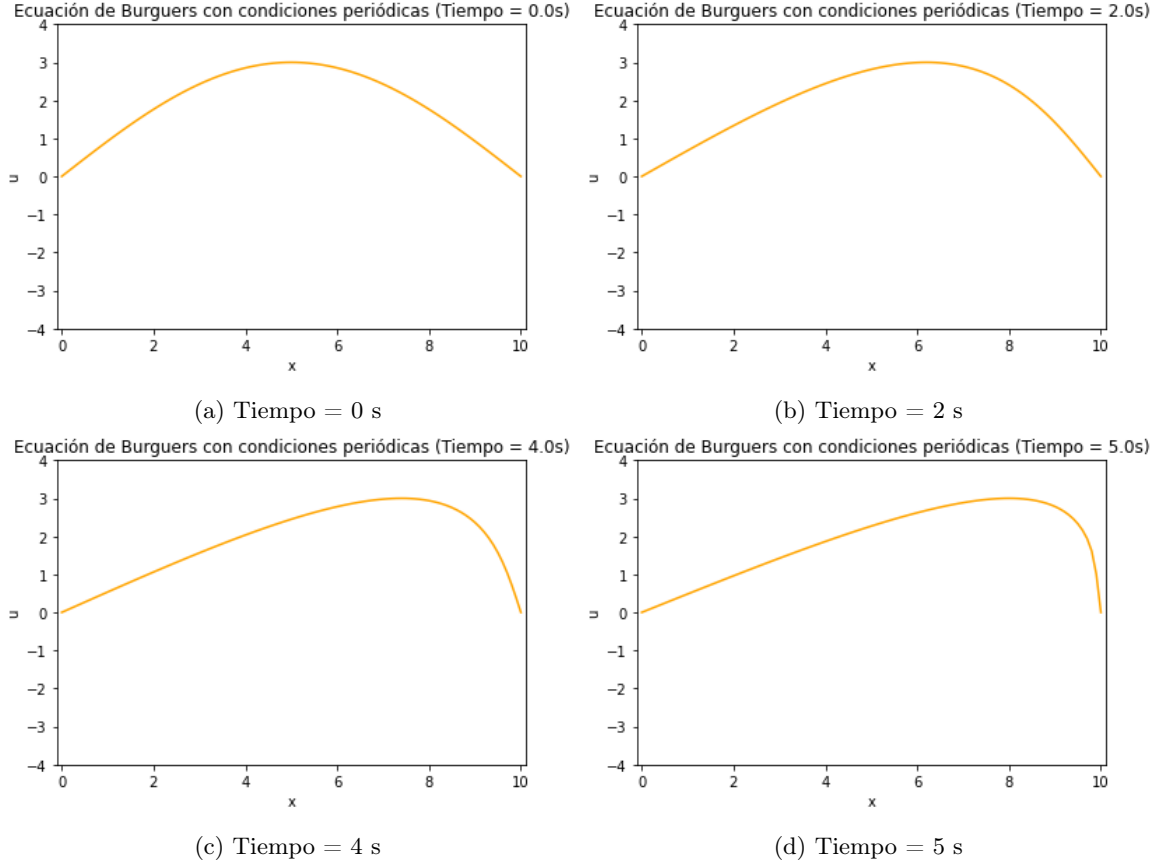 Ecuación de Burguers con condiciones periódicas (Tiempo = 0.0s)
4
3
2
1
0
−1
−2
−3
−4
u
0 2 4 6 8 10
x
(a) Tiempo = 0 s
Ecuación de Burguers con condiciones periódicas (Tiempo = 2.0s)
4
3
2
1
0
−1
−2
−3
−4
u
0 2 4 6 8 10
x
(b) Tiempo = 2 s
Ecuación de Burguers con condiciones periódicas (Tiempo = 4.0s)
4
3
2
1
0
−1
−2
−3
−4
u
0 2 4 6 8 10
x
(c) Tiempo = 4 s
Ecuación de Burguers con condiciones periódicas (Tiempo = 5.0s)
4
3
2
1
0
−1
−2
−3
−4
u
0 2 4 6 8 10
x
(d) Tiempo = 5 s